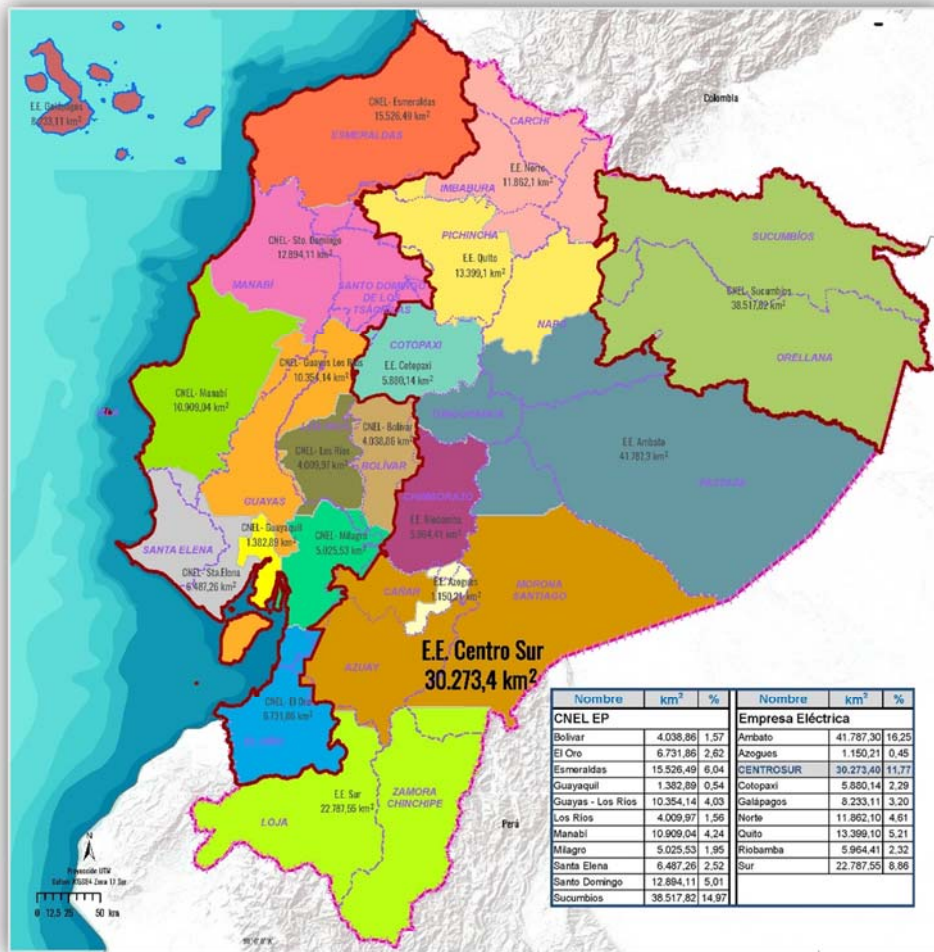 Colombia
CNEL- Esmeraldas
15.526,49 km²
ESMERALDAS
CARCHI
E.E. Norte
11.862,1 km²
IMBABURA
PICHINCHA
E.E. Quito
13.399,1 km²
NAPO
SUCUMBÍOS
CNEL- Sucumbios
38.517,82 km²
ORELLANA
CNEL- Sto. Domingo
12.894,11 km²
MANABÍ
SANTO DOMINGO
DE LOS
TSÁCHILAS
COTOPAXI
E.E. Cotopaxi
5.880,14 km²
CNEL- Guayas Los Ríos
10.354,14 km²
CNEL- Manabí
10.909,04 km²
CNEL- Bolívar
4.038,86 km²
BOLÍVAR
CNEL- Los Ríos
4.009,97 km²
TUNGURAHUA
E.E. Ambato
41.787,3 km²
PASTAZA
CHIMBORAZO
E.E. Riobamba
5.964,41 km²
GUAYAS
CNEL- Guayaquil
1.382,89 km²
CNEL- Milagro
5.025,53 km²
SANTA ELENA
CNEL- Sta.Elena
6.487,26 km²
E.E. Azogues
1.150,21 km²
CAÑAR
MORONA
SANTIAGO
AZUAY
E.E. Centro Sur
30.273,4 km²
CNEL- El Oro
6.731,86 km²
EL ORO
E.E. Sur
22.787,55 km²
ZAMORA
CHINCHIPE
LOJA
Perú
E.E. Galápagos
8.233,11 km²
N
Proyección UTM
0 12,5 25 50 km
Nombre km² % Nombre km² %
CNEL EP Empresa Eléctrica
Bolivar 4.038,86 1,57 Ambato 41.787,30 16,25
El Oro 6.731,86 2,62 Azogues 1.150,21 0,45
Esmeraldas 15.526,49 6,04 CENTROSUR 30.273,40 11,77
Guayaquil 1.382,89 0,54 Cotopaxi 5.880,14 2,29
Guayas - Los Rios 10.354,14 4,03 Galápagos 8.233,11 3,20
Los Rios 4.009,97 1,56 Norte 11.862,10 4,61
Manabí 10.909,04 4,24 Quito 13.399,10 5,21
Milagro 5.025,53 1,95 Riobamba 5.964,41 2,32
Santa Elena 6.487,26 2,52 Sur 22.787,55 8,86
Santo Domingo 12.894,11 5,01
Sucumbios 38.517,82 14,97